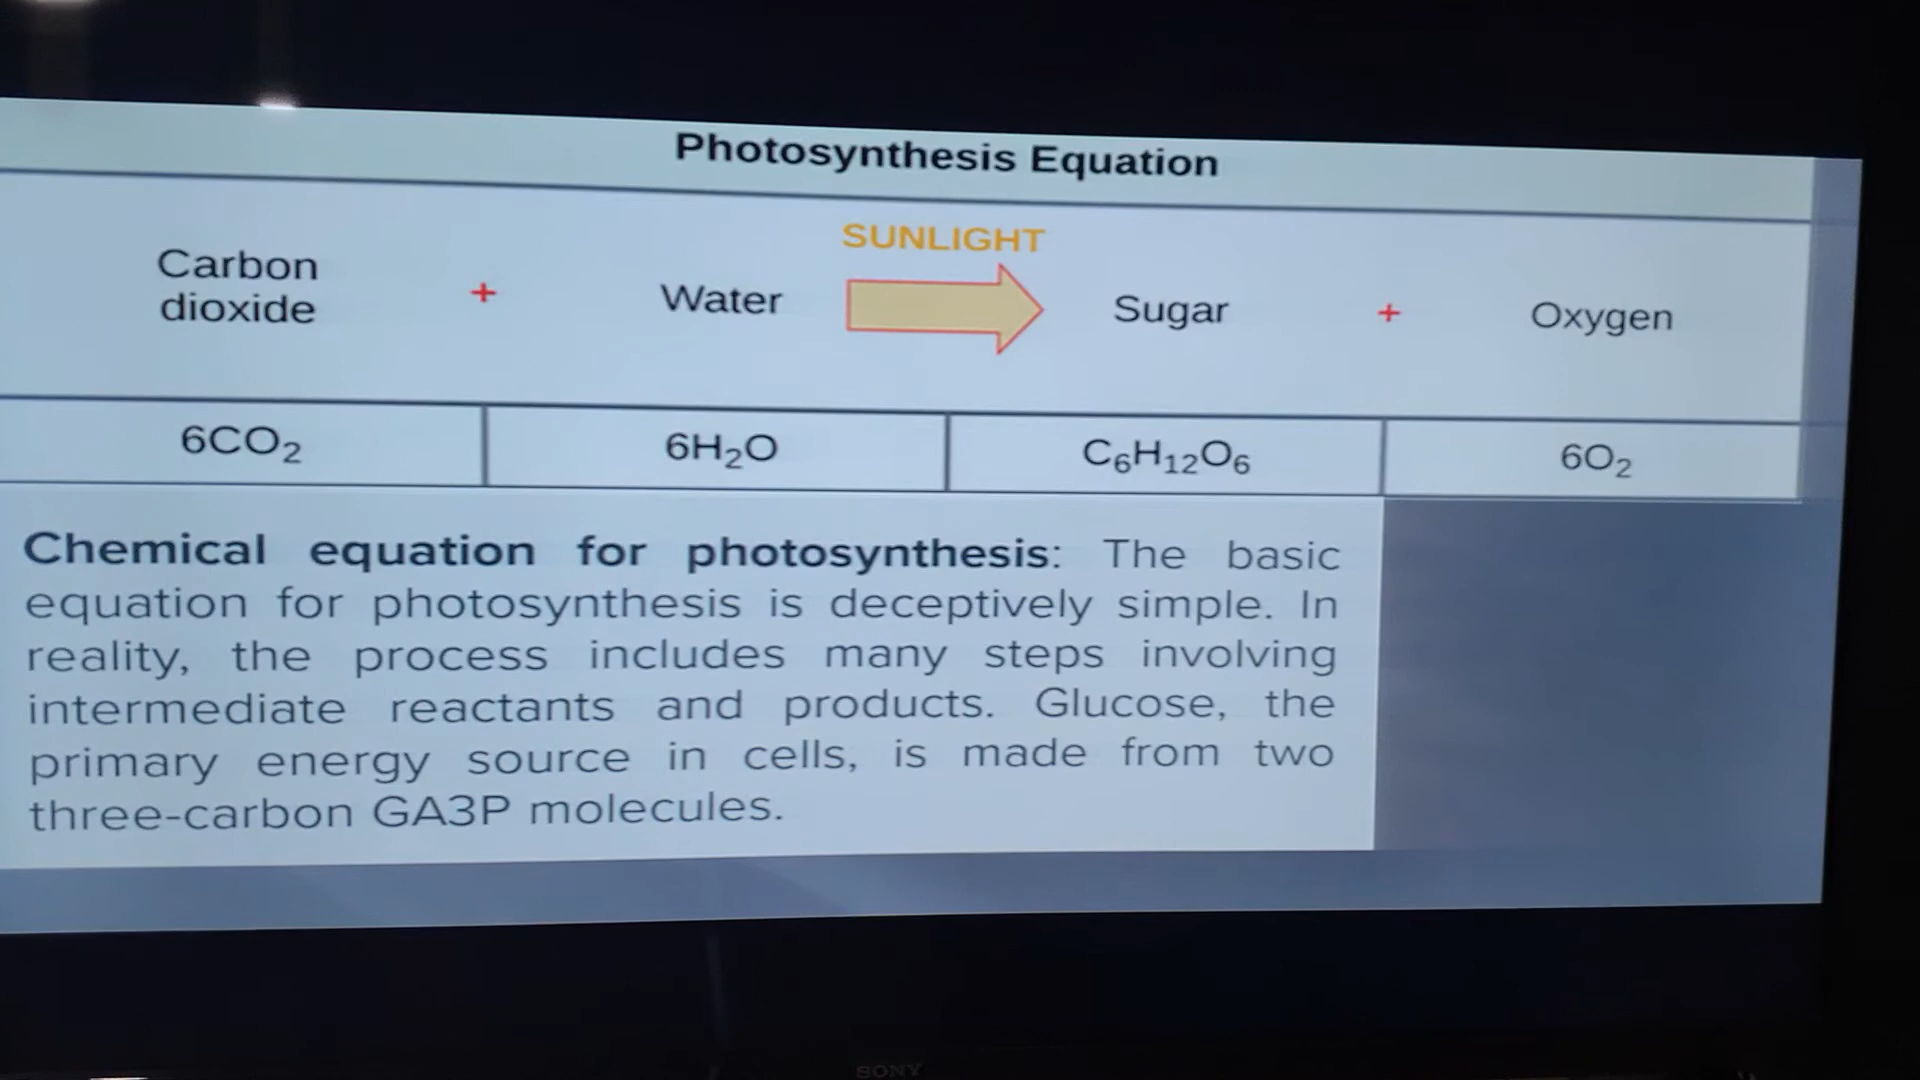 Photosynthesis Equation
SUNLIGHT
Carbon
dioxide
+
Water
Sugar
+
Oxygen
6CO₂
6H₂O
C₆H₁₂O₆
6O₂
Chemical equation for photosynthesis: The basic
equation for photosynthesis is deceptively simple. In
reality, the process includes many steps involving
intermediate reactants and products. Glucose, the
primary energy source in cells, is made from two
three-carbon GA3P molecules.
SONY